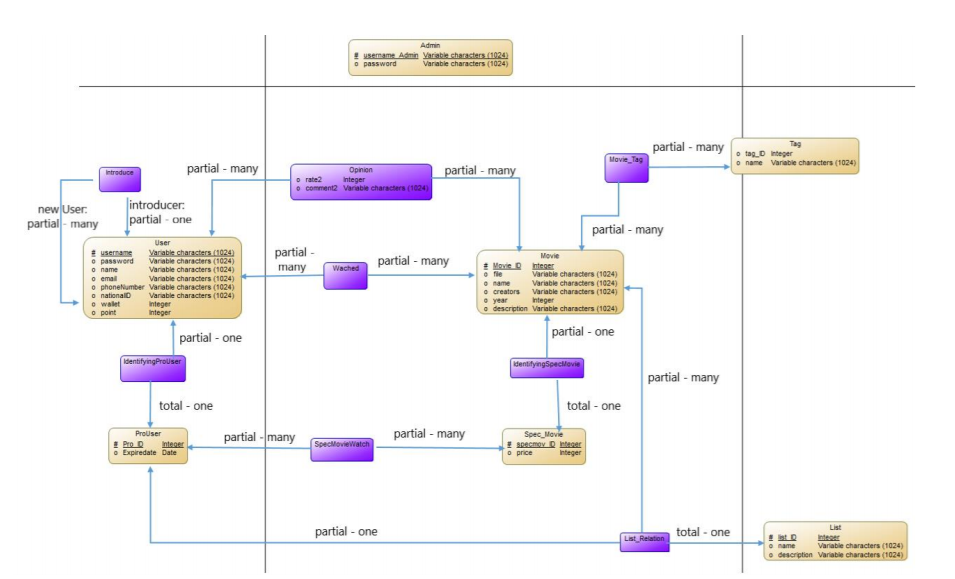 Admin
# username_Admin Variable characters (1024)
o password Variable characters (1024)
Introduce
partial - many
Opinion
o rate2 Integer
o comment2 Variable characters (1024)
partial - many
Movie_Tag
partial - many
Tag
o tag_ID Integer
o name Variable characters (1024)
new User:
partial - many
introducer:
partial - one
partial - many
User
# username Variable characters (1024)
o password Variable characters (1024)
o name Variable characters (1024)
o email Variable characters (1024)
o phoneNumber Variable characters (1024)
o nationalID Variable characters (1024)
o wallet Integer
o point Integer
partial -
many
Wached
partial - many
Movie
# Movie_ID Integer
o file Variable characters (1024)
o name Variable characters (1024)
o creators Variable characters (1024)
o year Integer
o description Variable characters (1024)
partial - one
partial - one
IdentifyingProUser
IdentifyingSpecMovie
partial - many
total - one
total - one
ProUser
# Pro_ID Integer
o Expiredate Date
partial - many
SpecMovieWatch
partial - many
Spec_Movie
# specmov_ID Integer
o price Integer
partial - one
List_Relation
total - one
List
# list_ID Integer
o name Variable characters (1024)
o description Variable characters (1024)